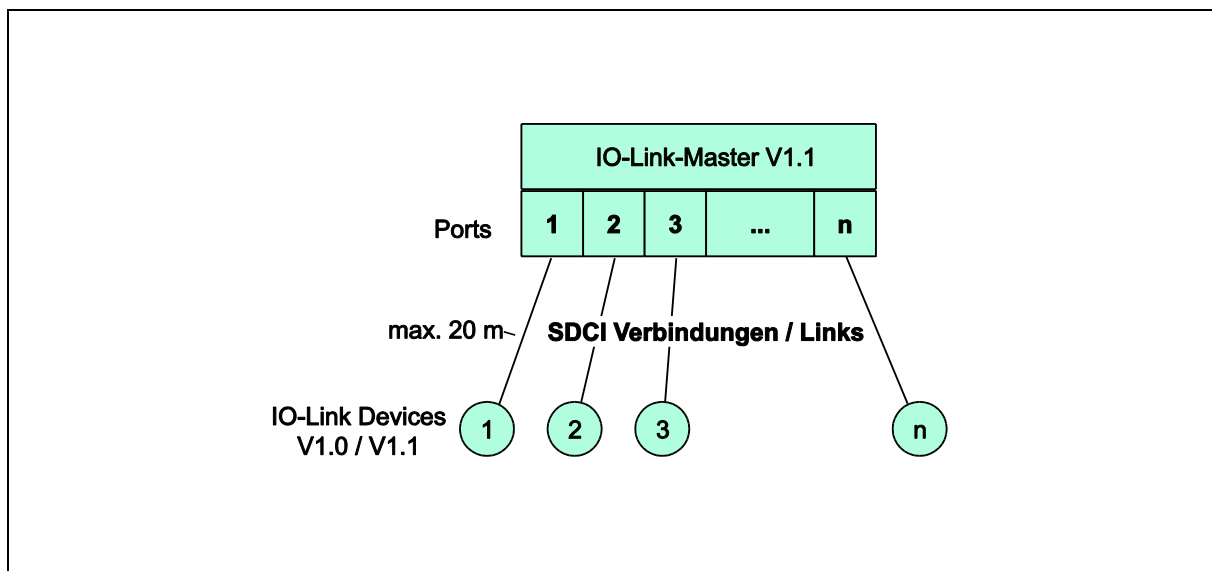 IO-Link-Master V1.1
Ports 1 2 3 ... n
max. 20 m SDCI Verbindungen / Links
IO-Link Devices
V1.0 / V1.1
1 2 3 n